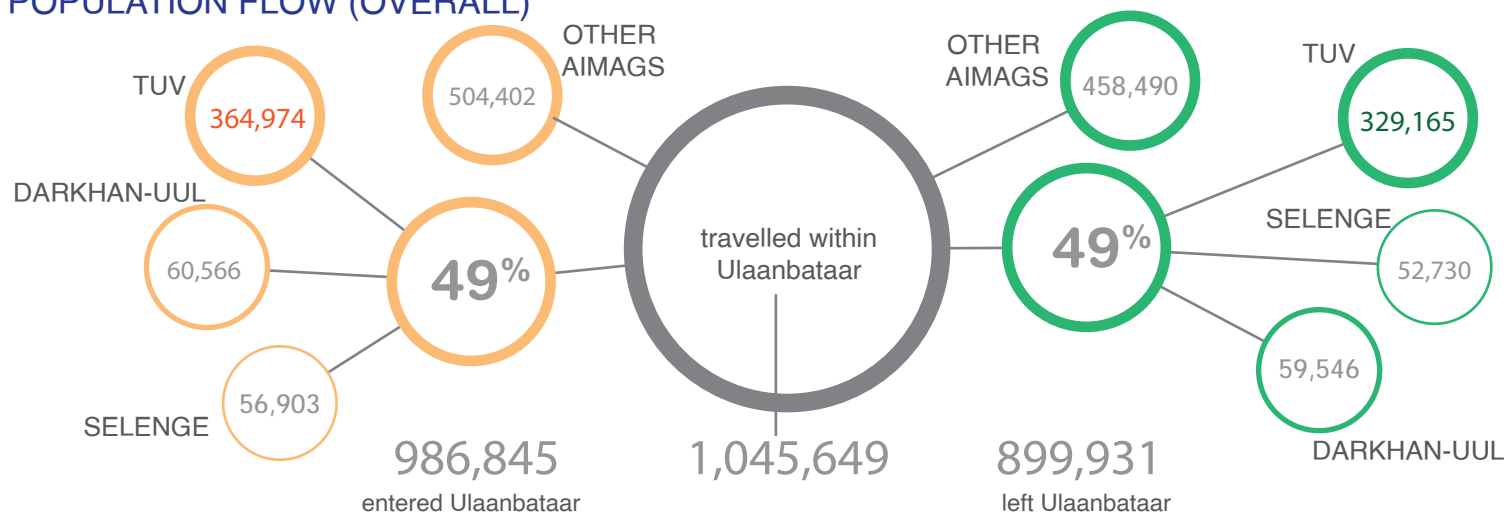 POPULATION FLOW (OVERALL)
TUV
364,974
OTHER
AIMAGS
504,402
DARKHAN-UUL
60,566
49%
SELENGE
56,903
986,845
entered Ulaanbataar
travelled within
Ulaanbataar
1,045,649
OTHER
AIMAGS
458,490
TUV
329,165
49%
SELENGE
52,730
59,546
DARKHAN-UUL
899,931
left Ulaanbataar